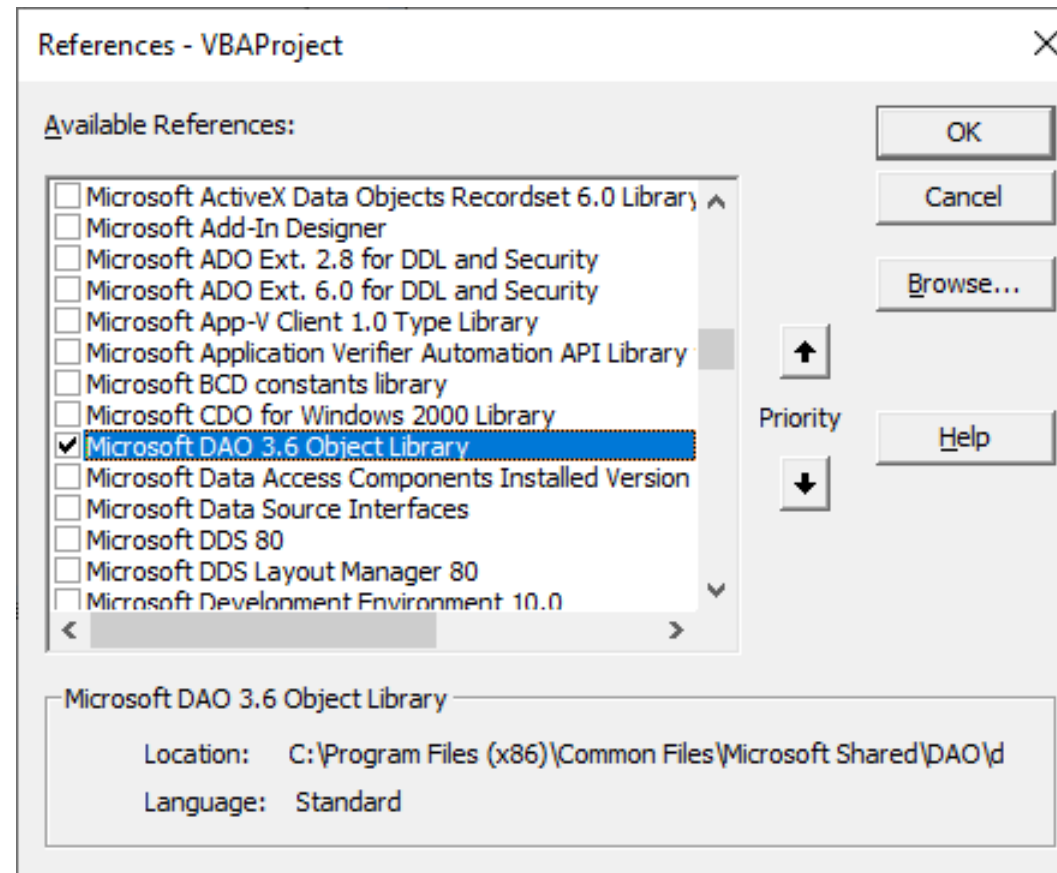 References - VBAProject
Available References:
OK
Cancel
Browse...
Priority
Help
Microsoft ActiveX Data Objects Recordset 6.0 Library
Microsoft Add-In Designer
Microsoft ADO Ext. 2.8 for DDL and Security
Microsoft ADO Ext. 6.0 for DDL and Security
Microsoft App-V Client 1.0 Type Library
Microsoft Application Verifier Automation API Library
Microsoft BCD constants library
Microsoft CDO for Windows 2000 Library
Microsoft DAO 3.6 Object Library
Microsoft Data Access Components Installed Version
Microsoft Data Source Interfaces
Microsoft DDS 80
Microsoft DDS Layout Manager 80
Microsoft Development Environment 10.0
Microsoft DAO 3.6 Object Library
Location: C:\Program Files (x86)\Common Files\Microsoft Shared\DAO\d
Language: Standard